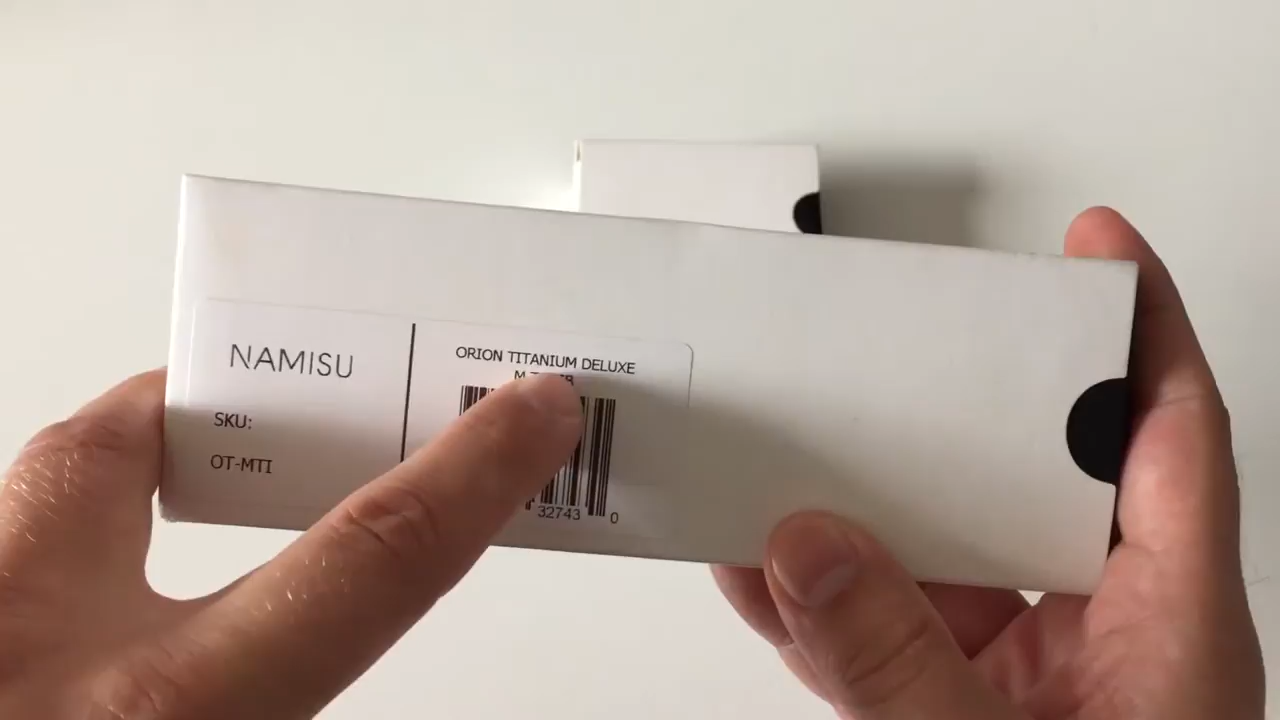 NAMISU
SKU:
OT-MTI
ORION TITANIUM DELUXE
32743 0